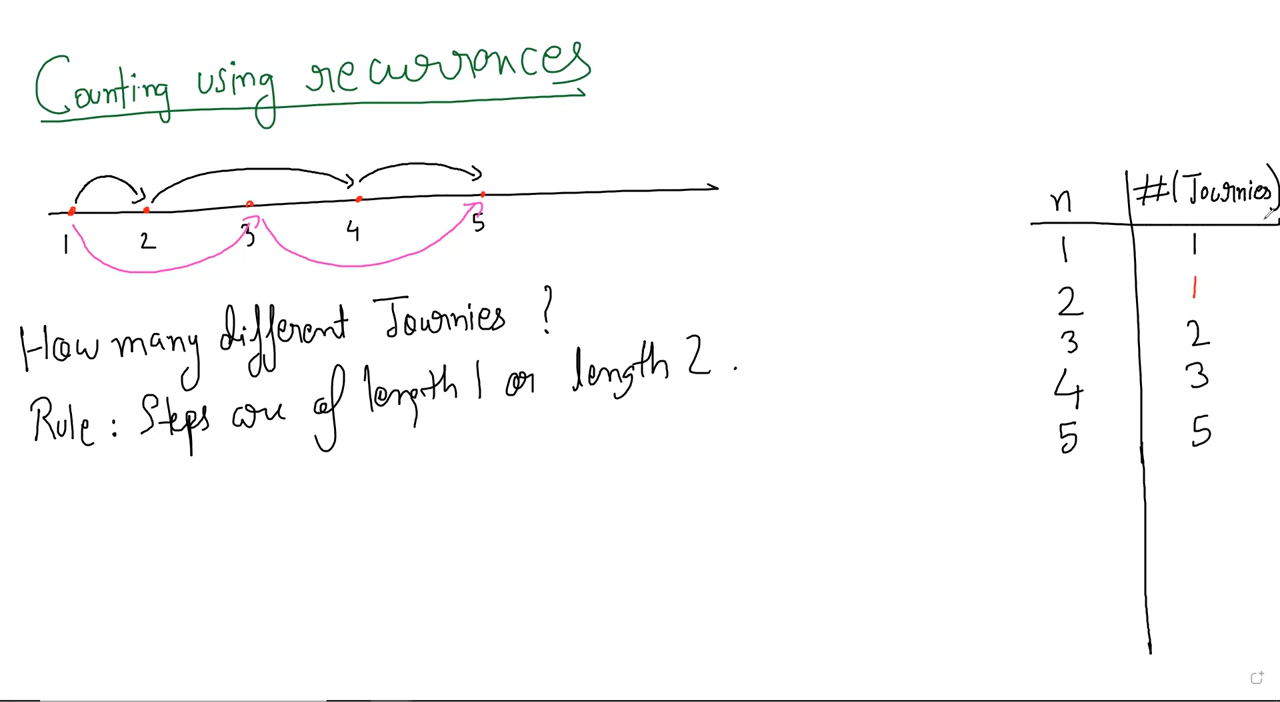 Counting using recurrences
1 2 3 4 5
How many different Journies ?
Rule : Steps are of length 1 or length 2 .
n #(Journies)
1 1
2 1
3 2
4 3
5 5